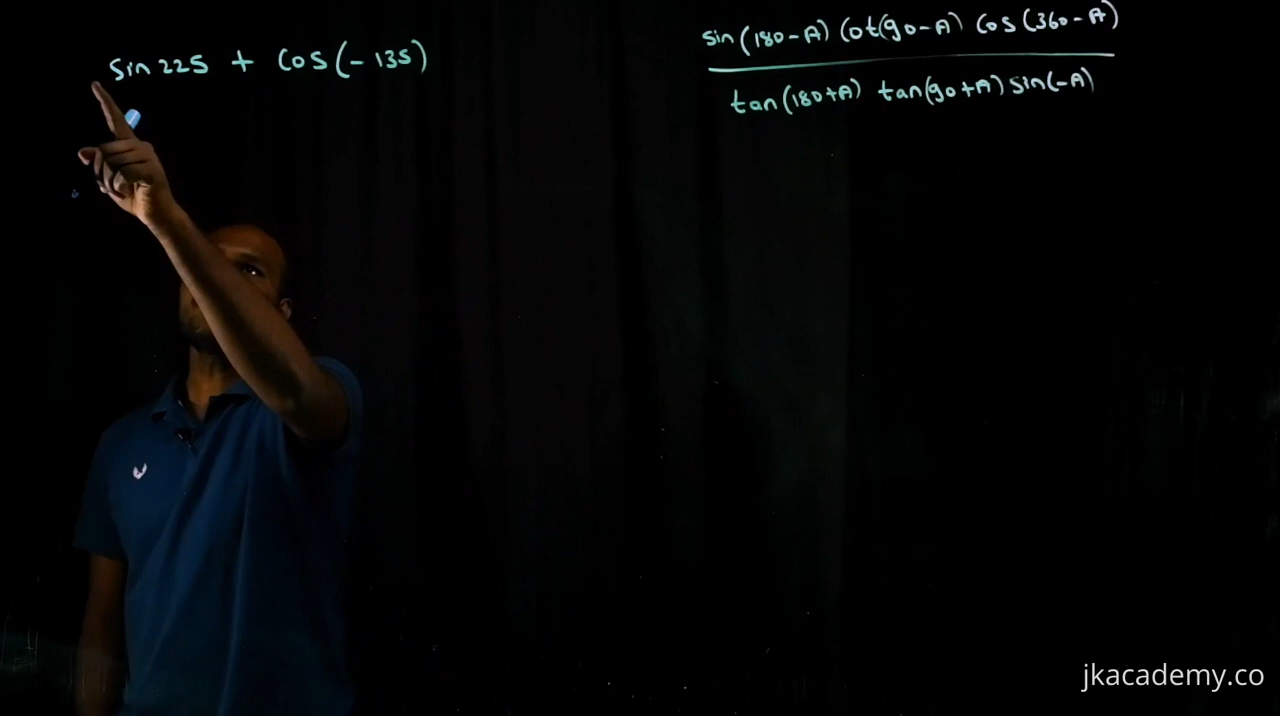 sin 225 + cos (-135)
sin (180-A) cot(90-A) cos (360-A)
tan (180+A) tan(90+A) sin(-A)
jkacademy.co